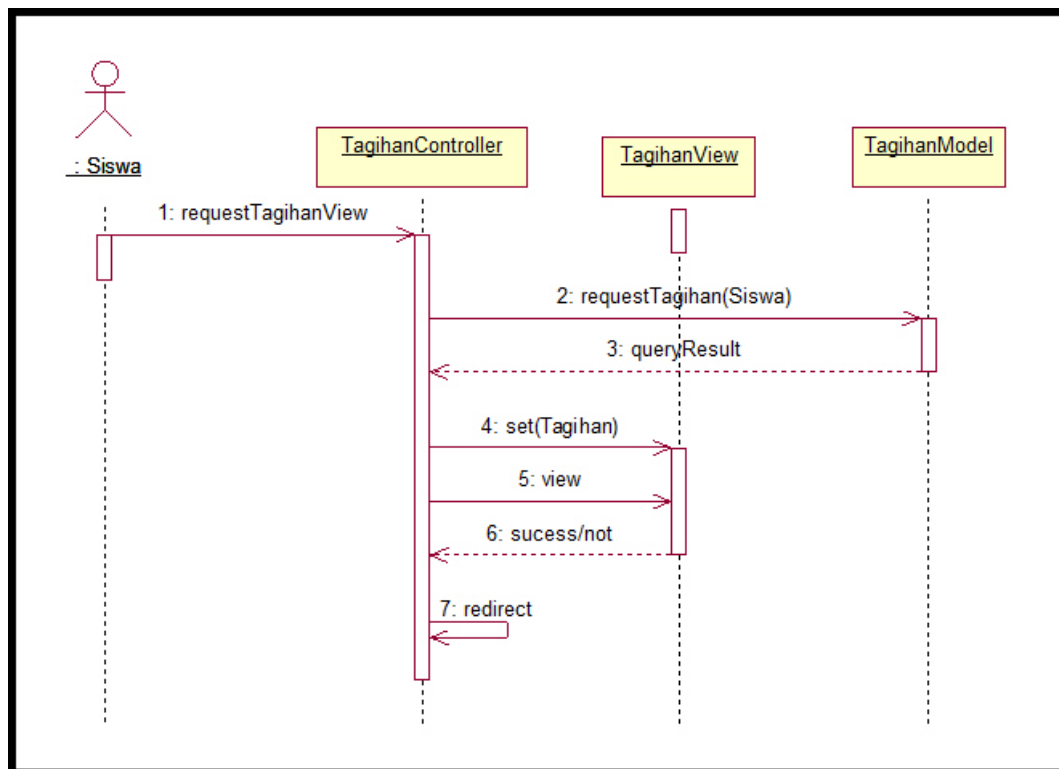 : Siswa
TagihanController
TagihanView
TagihanModel
1: requestTagihanView
2: requestTagihan(Siswa)
3: queryResult
4: set(Tagihan)
5: view
6: sucess/not
7: redirect